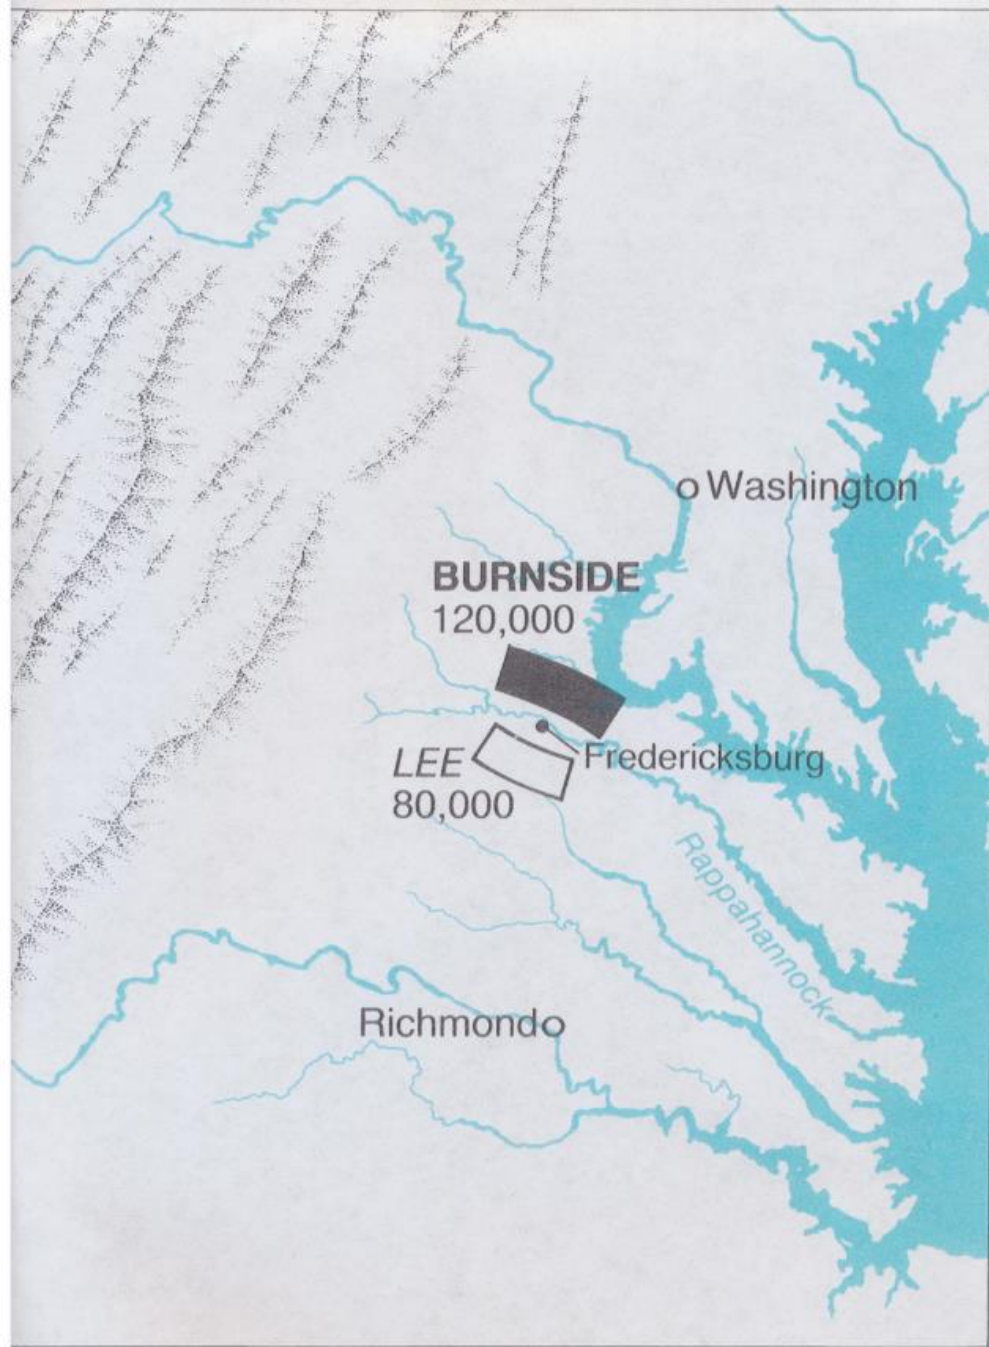 Washington
BURNSIDE
120,000
Fredericksburg
LEE
80,000
Rappahannock
Richmond